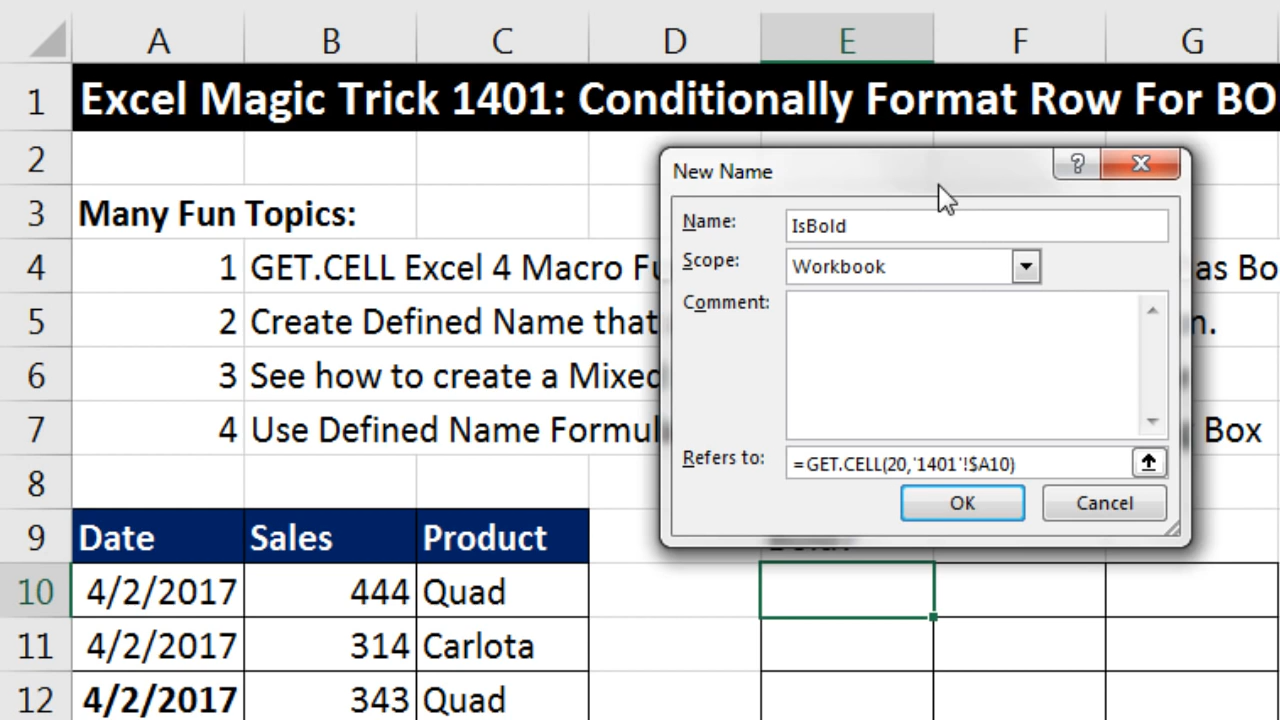 A B C D E F G
1 Excel Magic Trick 1401: Conditionally Format Row For BO
2
3 Many Fun Topics:
4 1 GET.CELL Excel 4 Macro Fu as Bo
5 2 Create Defined Name that n.
6 3 See how to create a Mixed
7 4 Use Defined Name Formul Box
8
9 Date Sales Product
10 4/2/2017 444 Quad
11 4/2/2017 314 Carlota
12 4/2/2017 343 Quad
New Name ?
Name: IsBold
Scope: Workbook
Comment:
Refers to: =GET.CELL(20,'1401'!$A10)
OK Cancel